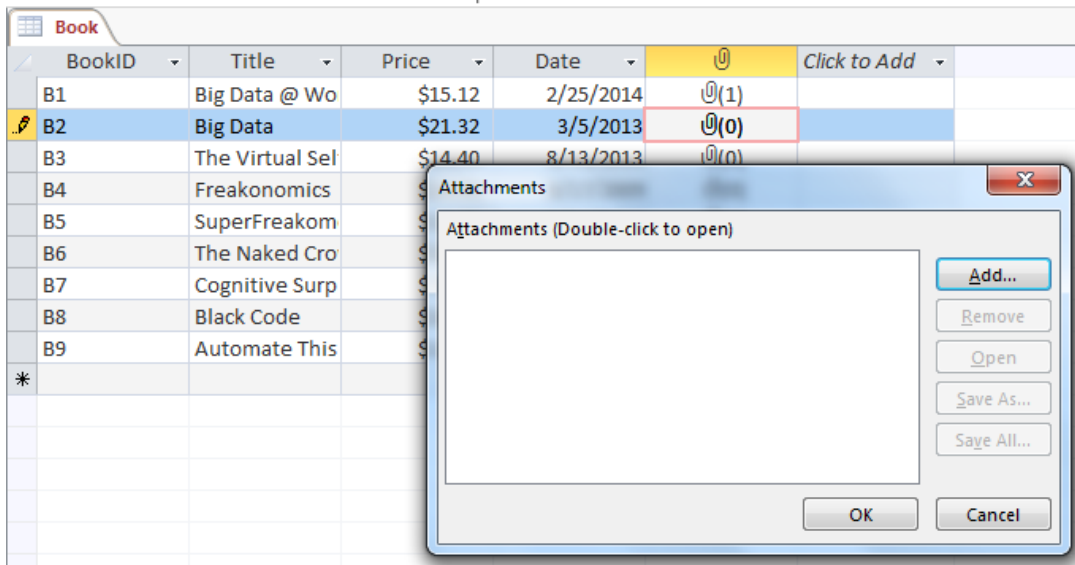 Book
BookID Title Price Date Click to Add
B1 Big Data @ Wo $15.12 2/25/2014 (1)
B2 Big Data $21.32 3/5/2013 (0)
B3 The Virtual Sel $14.40 8/13/2013 (0)
B4 Freakonomics $
B5 SuperFreakom $
B6 The Naked Cro $
B7 Cognitive Surp $
B8 Black Code $
B9 Automate This $
Attachments
Attachments (Double-click to open)
Add...
Remove
Open
Save As...
Save All...
OK Cancel